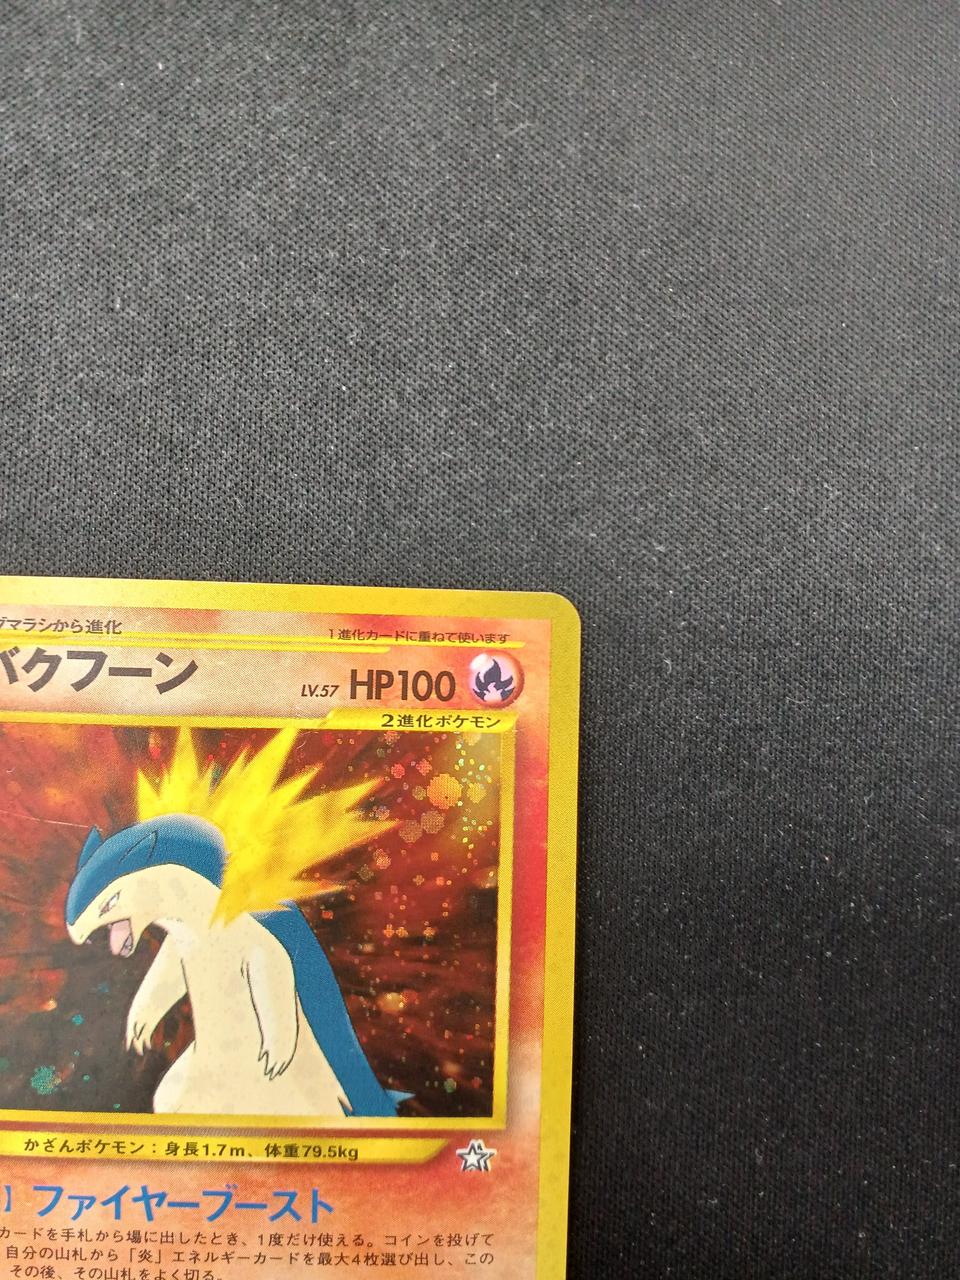 グマラシから進化
1進化カードに重ねて使います
バクフーン
LV.57 HP100
2進化ポケモン
かざんポケモン：身長1.7m、体重79.5kg
】ファイヤーブースト
カードを手札から場に出したとき、1度だけ使える。コインを投げて
自分の山札から「炎」エネルギーカードを最大4枚選び出し、この
その後、その山札をよく切る。